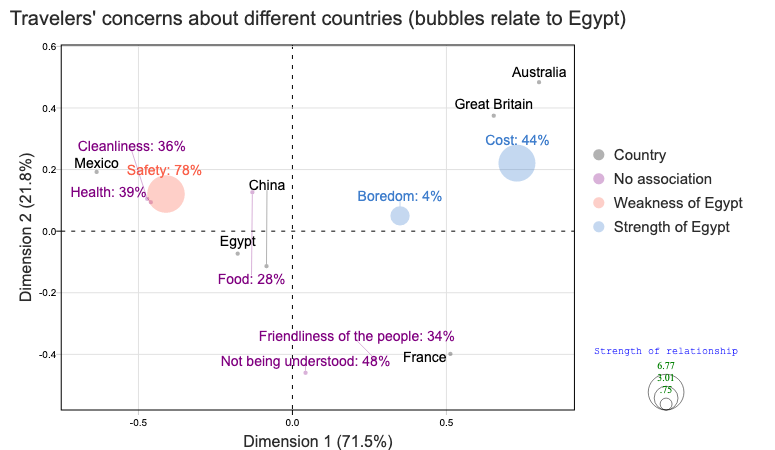 Travelers' concerns about different countries (bubbles relate to Egypt)
0.6
Australia
Great Britain
0.4
Cost: 44%
Cleanliness: 36%
Mexico
Safety: 78%
0.2
China
Health: 39%
Boredom: 4%
Egypt
0.0
Food: 28%
-0.2
Friendliness of the people: 34%
Not being understood: 48%
France
-0.4
-0.5
0.0
0.5
Dimension 1 (71.5%)
Dimension 2 (21.8%)
Country
No association
Weakness of Egypt
Strength of Egypt
Strength of relationship
6.77
3.01
.75